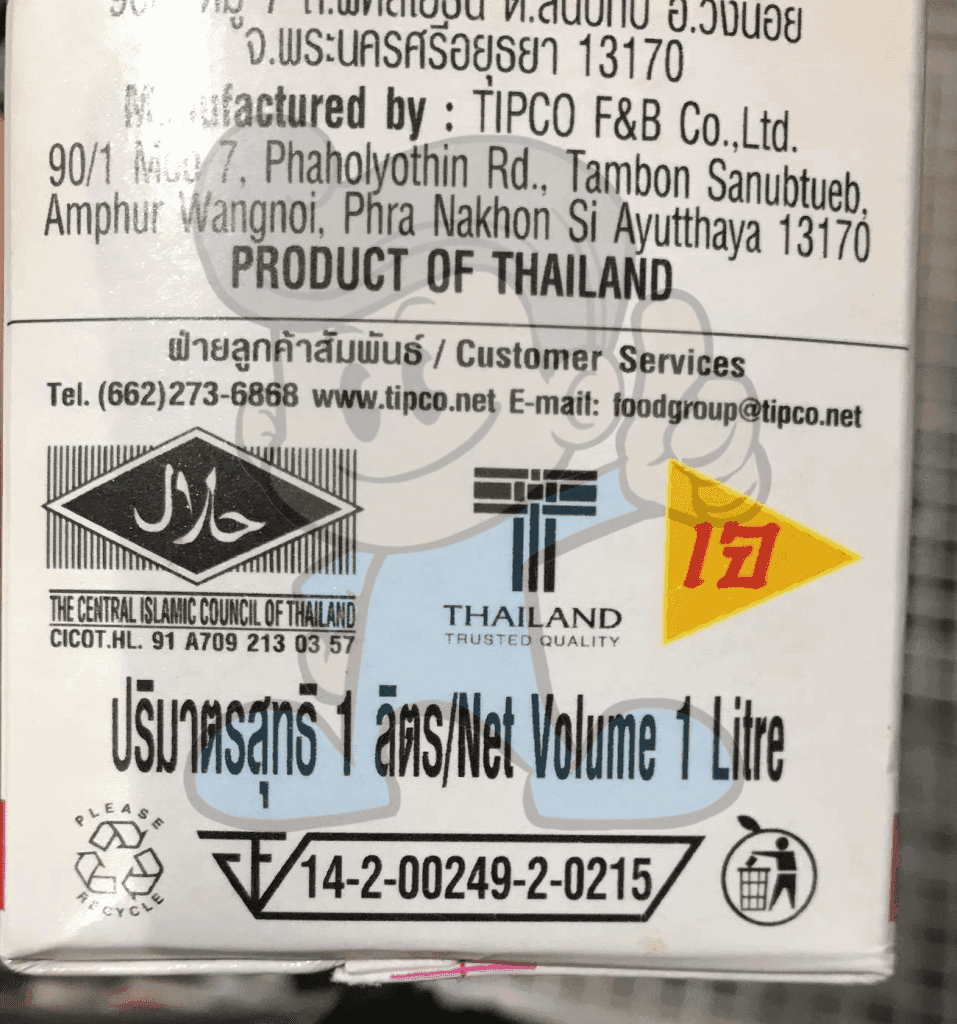 จ.พระนครศรีอยุธยา 13170
Manufactured by : TIPCO F&B Co.,Ltd.
90/1 Moo 7, Phaholyothin Rd., Tambon Sanubtueb,
Amphur Wangnoi, Phra Nakhon Si Ayutthaya 13170
PRODUCT OF THAILAND
ฝ่ายลูกค้าสัมพันธ์ / Customer Services
Tel. (662)273-6868 www.tipco.net E-mail: foodgroup@tipco.net
حلال
THE CENTRAL ISLAMIC COUNCIL OF THAILAND
CICOT.HL. 91 A709 213 03 57
THAILAND
TRUSTED QUALITY
เจ
ปริมาตรสุทธิ 1 ลิตร/Net Volume 1 Litre
PLEASE
RECYCLE
14-2-00249-2-0215